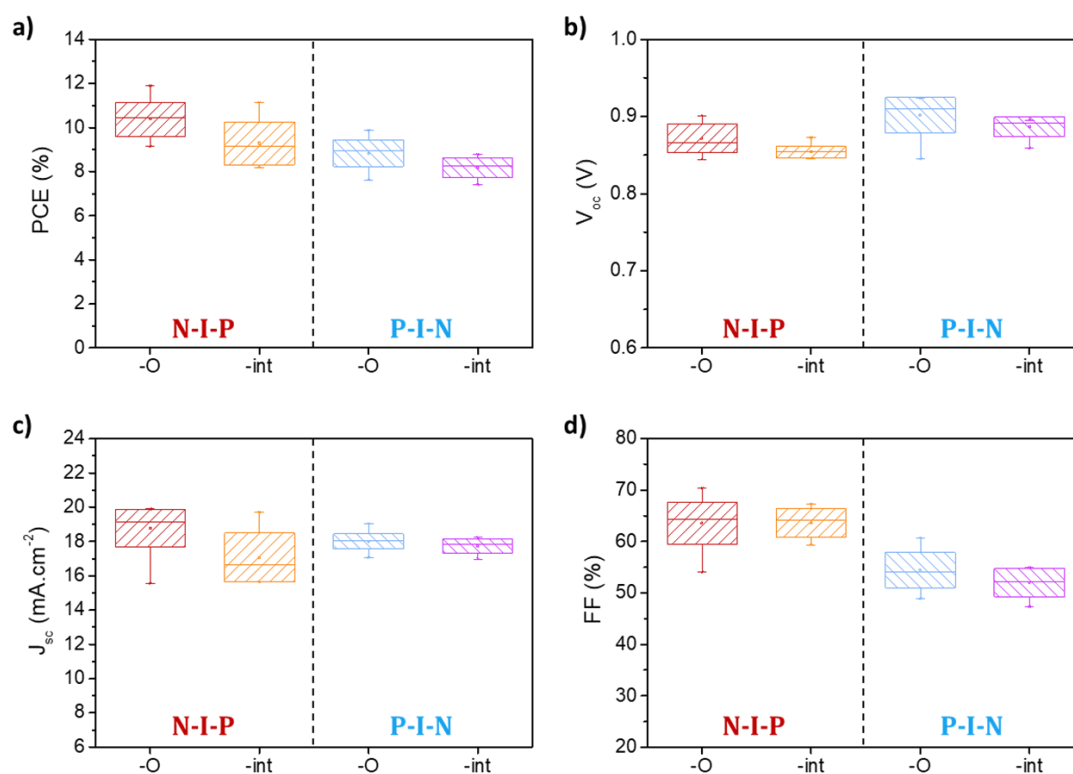 a)
PCE (%)
14
12
10
8
6
4
2
0
N-I-P
P-I-N
-O
-int
-O
-int
b)
V_oc (V)
1.0
0.9
0.8
0.7
0.6
N-I-P
P-I-N
-O
-int
-O
-int
c)
J_sc (mA.cm⁻²)
24
22
20
18
16
14
12
10
8
6
N-I-P
P-I-N
-O
-int
-O
-int
d)
FF (%)
80
70
60
50
40
30
20
N-I-P
P-I-N
-O
-int
-O
-int